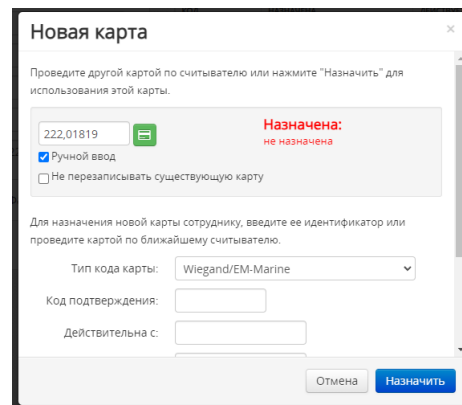 Новая карта
×
Проведите другой картой по считывателю или нажмите "Назначить" для
использования этой карты.
222,01819
Назначена:
не назначена
Ручной ввод
Не перезаписывать существующую карту
Для назначения новой карты сотруднику, введите ее идентификатор или
проведите картой по ближайшему считывателю.
Тип кода карты: Wiegand/EM-Marine
Код подтверждения:
Действительна с:
Отмена Назначить